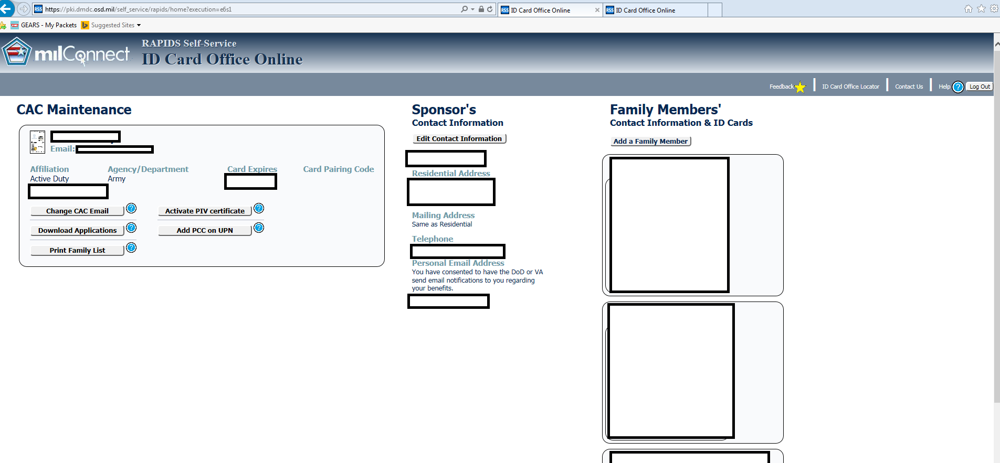 https://pki.dmdc.osd.mil/self_service/rapids/home?execution=e6s1
RSS ID Card Office Online
RSS ID Card Office Online
GEARS - My Packets
Suggested Sites
milConnect
RAPIDS Self-Service
ID Card Office Online
Feedback
ID Card Office Locator
Contact Us
Help
Log Out
CAC Maintenance
Email:
Affiliation
Agency/Department
Card Expires
Card Pairing Code
Active Duty
Army
Change CAC Email
Activate PIV certificate
Download Applications
Add PCC on UPN
Print Family List
Sponsor's
Contact Information
Edit Contact Information
Residential Address
Mailing Address
Same as Residential
Telephone
Personal Email Address
You have consented to have the DoD or VA
send email notifications to you regarding
your benefits.
Family Members'
Contact Information & ID Cards
Add a Family Member